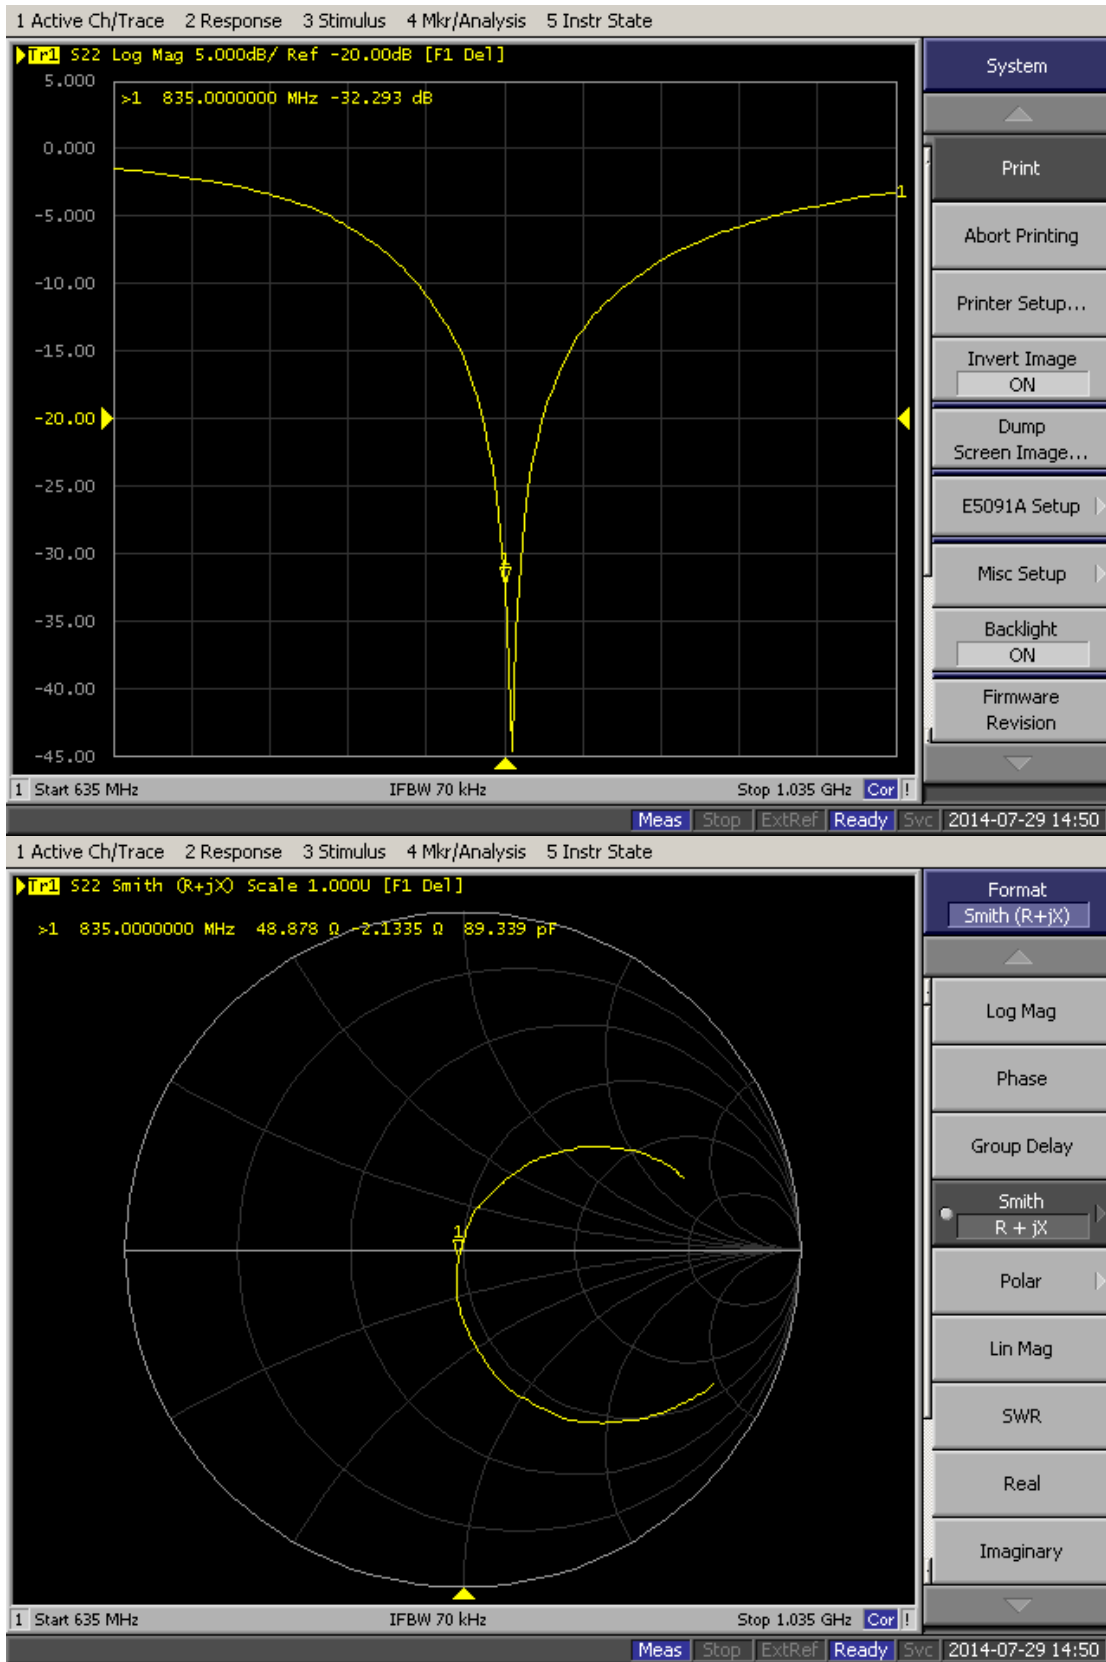 1 Active Ch/Trace 2 Response 3 Stimulus 4 Mkr/Analysis 5 Instr State
Tr1 S22 Log Mag 5.000dB/ Ref -20.00dB [F1 Del]
5.000
>1 835.0000000 MHz -32.293 dB
0.000
1
-5.000
-10.00
-15.00
-20.00
-25.00
-30.00
1
-35.00
-40.00
-45.00
1 Start 635 MHz IFBW 70 kHz Stop 1.035 GHz Cor !
System
Print
Abort Printing
Printer Setup...
Invert Image
ON
Dump
Screen Image...
E5091A Setup
Misc Setup
Backlight
ON
Firmware
Revision
Meas Stop ExtRef Ready Svc 2014-07-29 14:50
1 Active Ch/Trace 2 Response 3 Stimulus 4 Mkr/Analysis 5 Instr State
Tr1 S22 Smith (R+jX) Scale 1.000U [F1 Del]
>1 835.0000000 MHz 48.878 Ω -2.1335 Ω 89.339 pF
1
1 Start 635 MHz IFBW 70 kHz Stop 1.035 GHz Cor !
Format
Smith (R+jX)
Log Mag
Phase
Group Delay
Smith
R + jX
Polar
Lin Mag
SWR
Real
Imaginary
Meas Stop ExtRef Ready Svc 2014-07-29 14:50